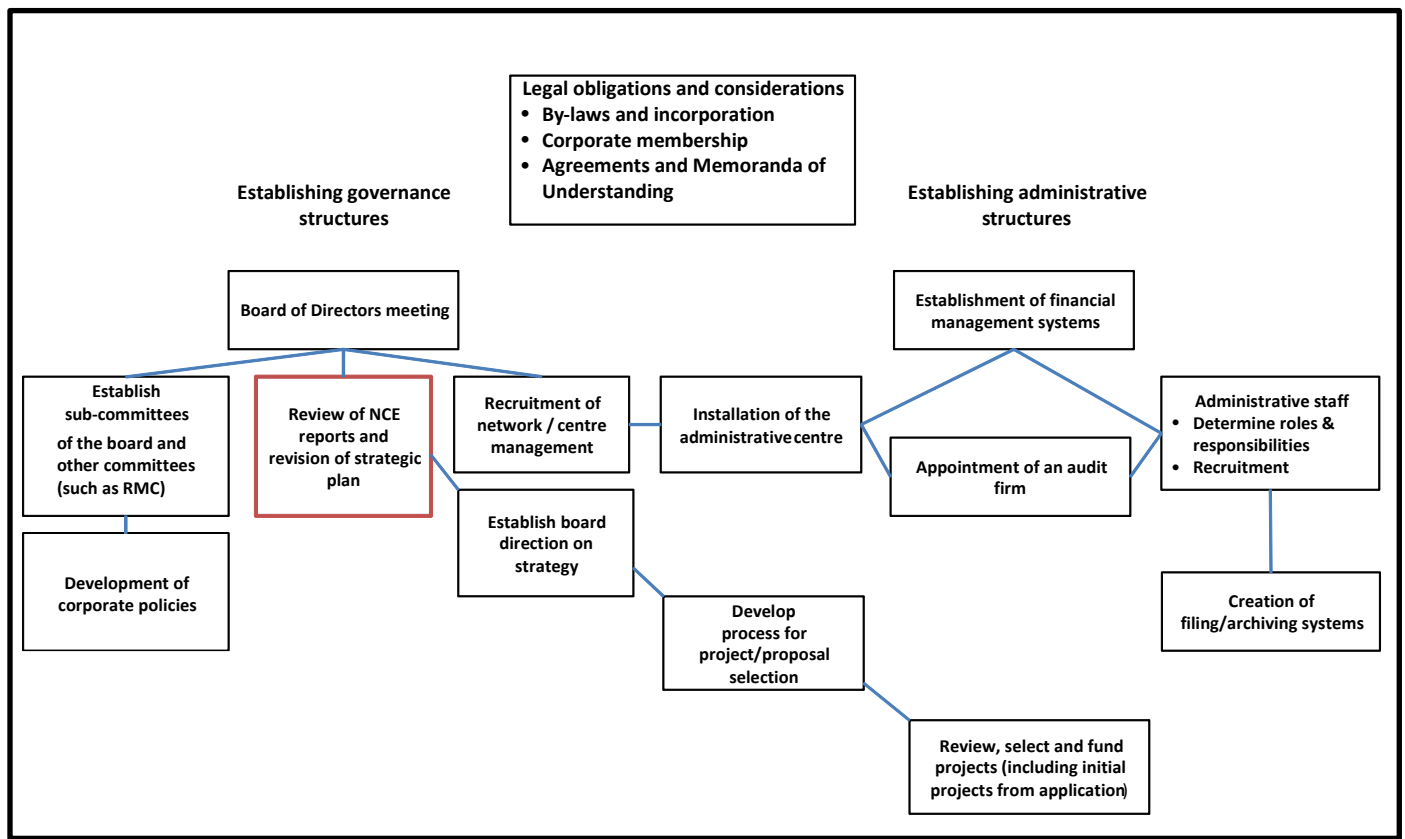 Legal obligations and considerations
• By-laws and incorporation
• Corporate membership
• Agreements and Memoranda of
Understanding
Establishing governance
structures
Establishing administrative
structures
Board of Directors meeting
Establishment of financial
management systems
Establish
sub-committees
of the board and
other committees
(such as RMC)
Review of NCE
reports and
revision of strategic
plan
Recruitment of
network / centre
management
Installation of the
administrative centre
Administrative staff
• Determine roles &
responsibilities
• Recruitment
Appointment of an audit
firm
Establish board
direction on
strategy
Development of
corporate policies
Develop
process for
project/proposal
selection
Creation of
filing/archiving systems
Review, select and fund
projects (including initial
projects from application)